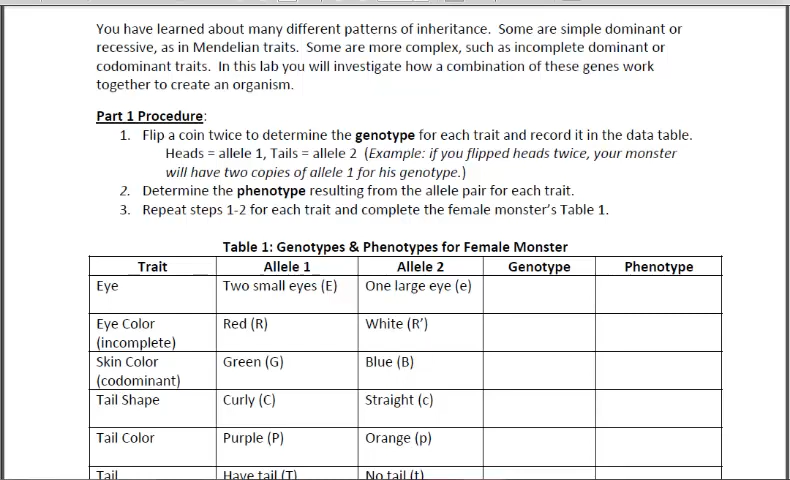 You have learned about many different patterns of inheritance. Some are simple dominant or
recessive, as in Mendelian traits. Some are more complex, such as incomplete dominant or
codominant traits. In this lab you will investigate how a combination of these genes work
together to create an organism.
Part 1 Procedure:
1. Flip a coin twice to determine the genotype for each trait and record it in the data table.
Heads = allele 1, Tails = allele 2 (Example: if you flipped heads twice, your monster
will have two copies of allele 1 for his genotype.)
2. Determine the phenotype resulting from the allele pair for each trait.
3. Repeat steps 1-2 for each trait and complete the female monster's Table 1.
Table 1: Genotypes & Phenotypes for Female Monster
Trait Allele 1 Allele 2 Genotype Phenotype
Eye Two small eyes (E) One large eye (e)
Eye Color Red (R) White (R')
(incomplete)
Skin Color Green (G) Blue (B)
(codominant)
Tail Shape Curly (C) Straight (c)
Tail Color Purple (P) Orange (p)
Tail Have tail (T) No tail (t)